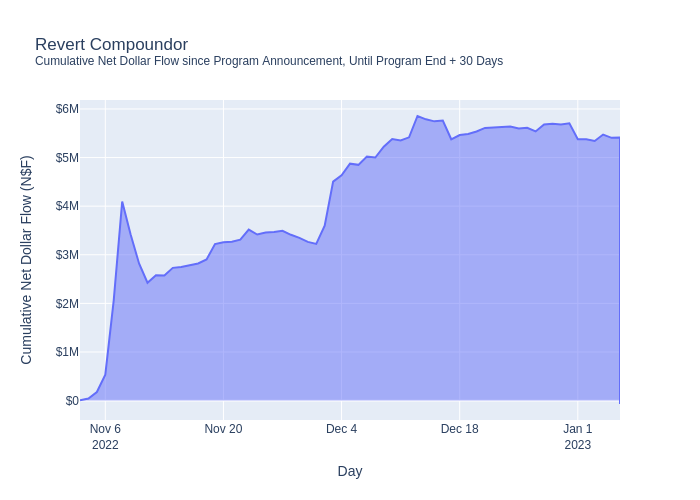 Revert Compoundor
Cumulative Net Dollar Flow since Program Announcement, Until Program End + 30 Days
Cumulative Net Dollar Flow (N$F)
$6M
$5M
$4M
$3M
$2M
$1M
$0
Nov 6
2022
Nov 20
Dec 4
Dec 18
Jan 1
2023
Day